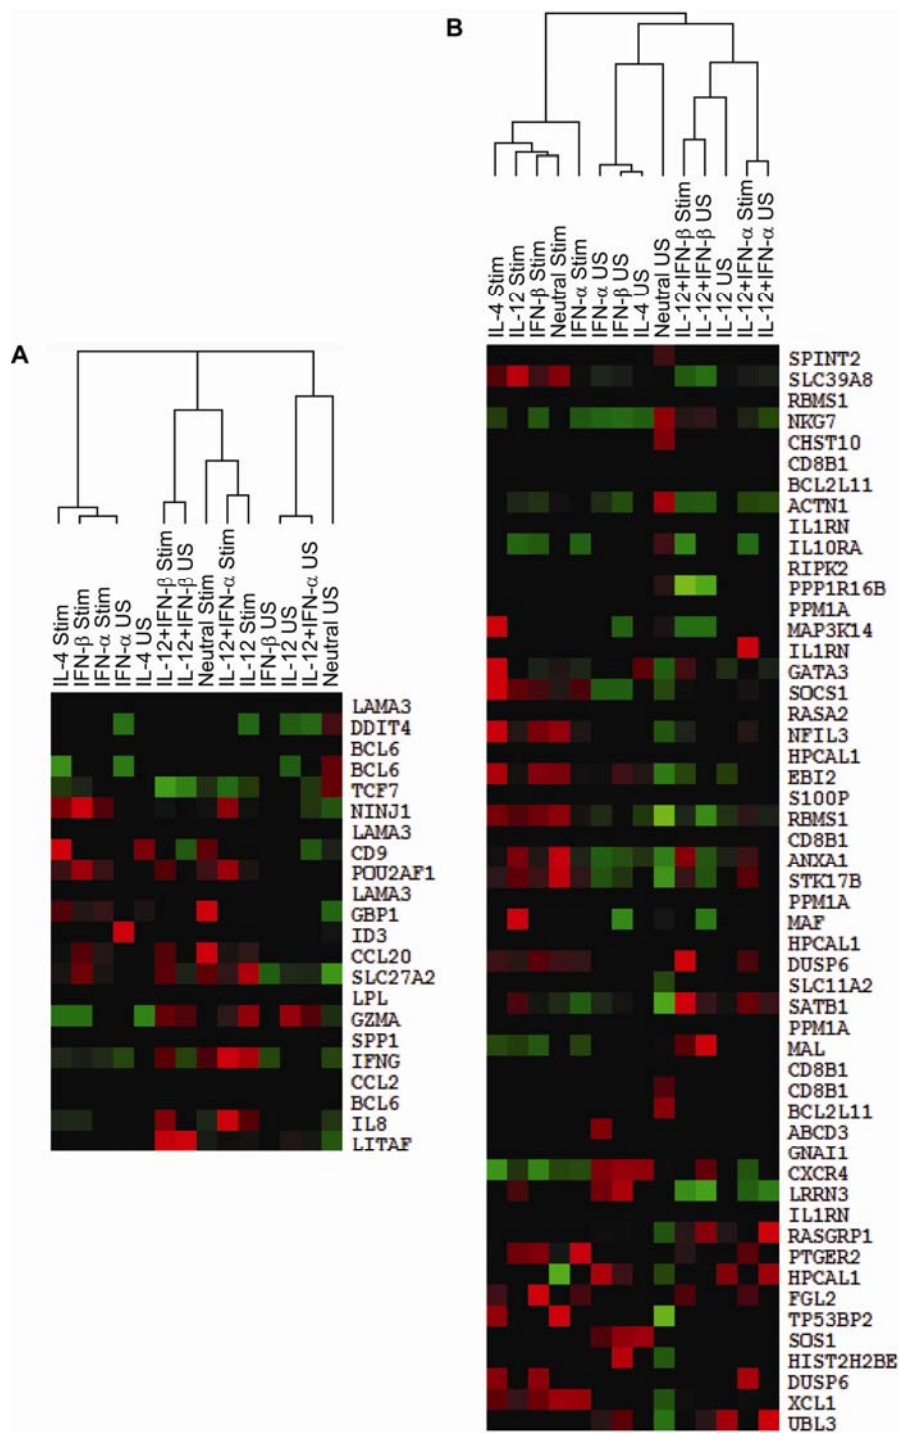 B
IL-4 Stim
IL-12 Stim
IFN-β Stim
Neutral Stim
IFN-α Stim
IFN-α US
IFN-β US
IL-4 US
Neutral US
IL-12+IFN-β Stim
IL-12+IFN-β US
IL-12 US
IL-12+IFN-α Stim
IL-12+IFN-α US
SPINT2
SLC39A8
RBMS1
NKG7
CHST10
CD8B1
BCL2L11
ACTN1
IL1RN
IL10RA
RIPK2
PPP1R16B
PPM1A
MAP3K14
IL1RN
GATA3
SOCS1
RASA2
NFIL3
HPCAL1
EBI2
S100P
RBMS1
CD8B1
ANXA1
STK17B
PPM1A
MAF
HPCAL1
DUSP6
SLC11A2
SATB1
PPM1A
MAL
CD8B1
CD8B1
BCL2L11
ABCD3
GNAI1
CXCR4
LRRN3
IL1RN
RASGRP1
PTGER2
HPCAL1
FGL2
TP53BP2
SOS1
HIST2H2BE
DUSP6
XCL1
UBL3
A
IL-4 Stim
IFN-β Stim
IFN-α Stim
IFN-α US
IL-4 US
IL-12+IFN-β Stim
IL-12+IFN-β US
Neutral Stim
IL-12+IFN-α Stim
IL-12 Stim
IFN-β US
IL-12 US
IL-12+IFN-α US
Neutral US
LAMA3
DDIT4
BCL6
BCL6
TCF7
NINJ1
LAMA3
CD9
POU2AF1
LAMA3
GBP1
ID3
CCL20
SLC27A2
LPL
GZMA
SPP1
IFNG
CCL2
BCL6
IL8
LITAF